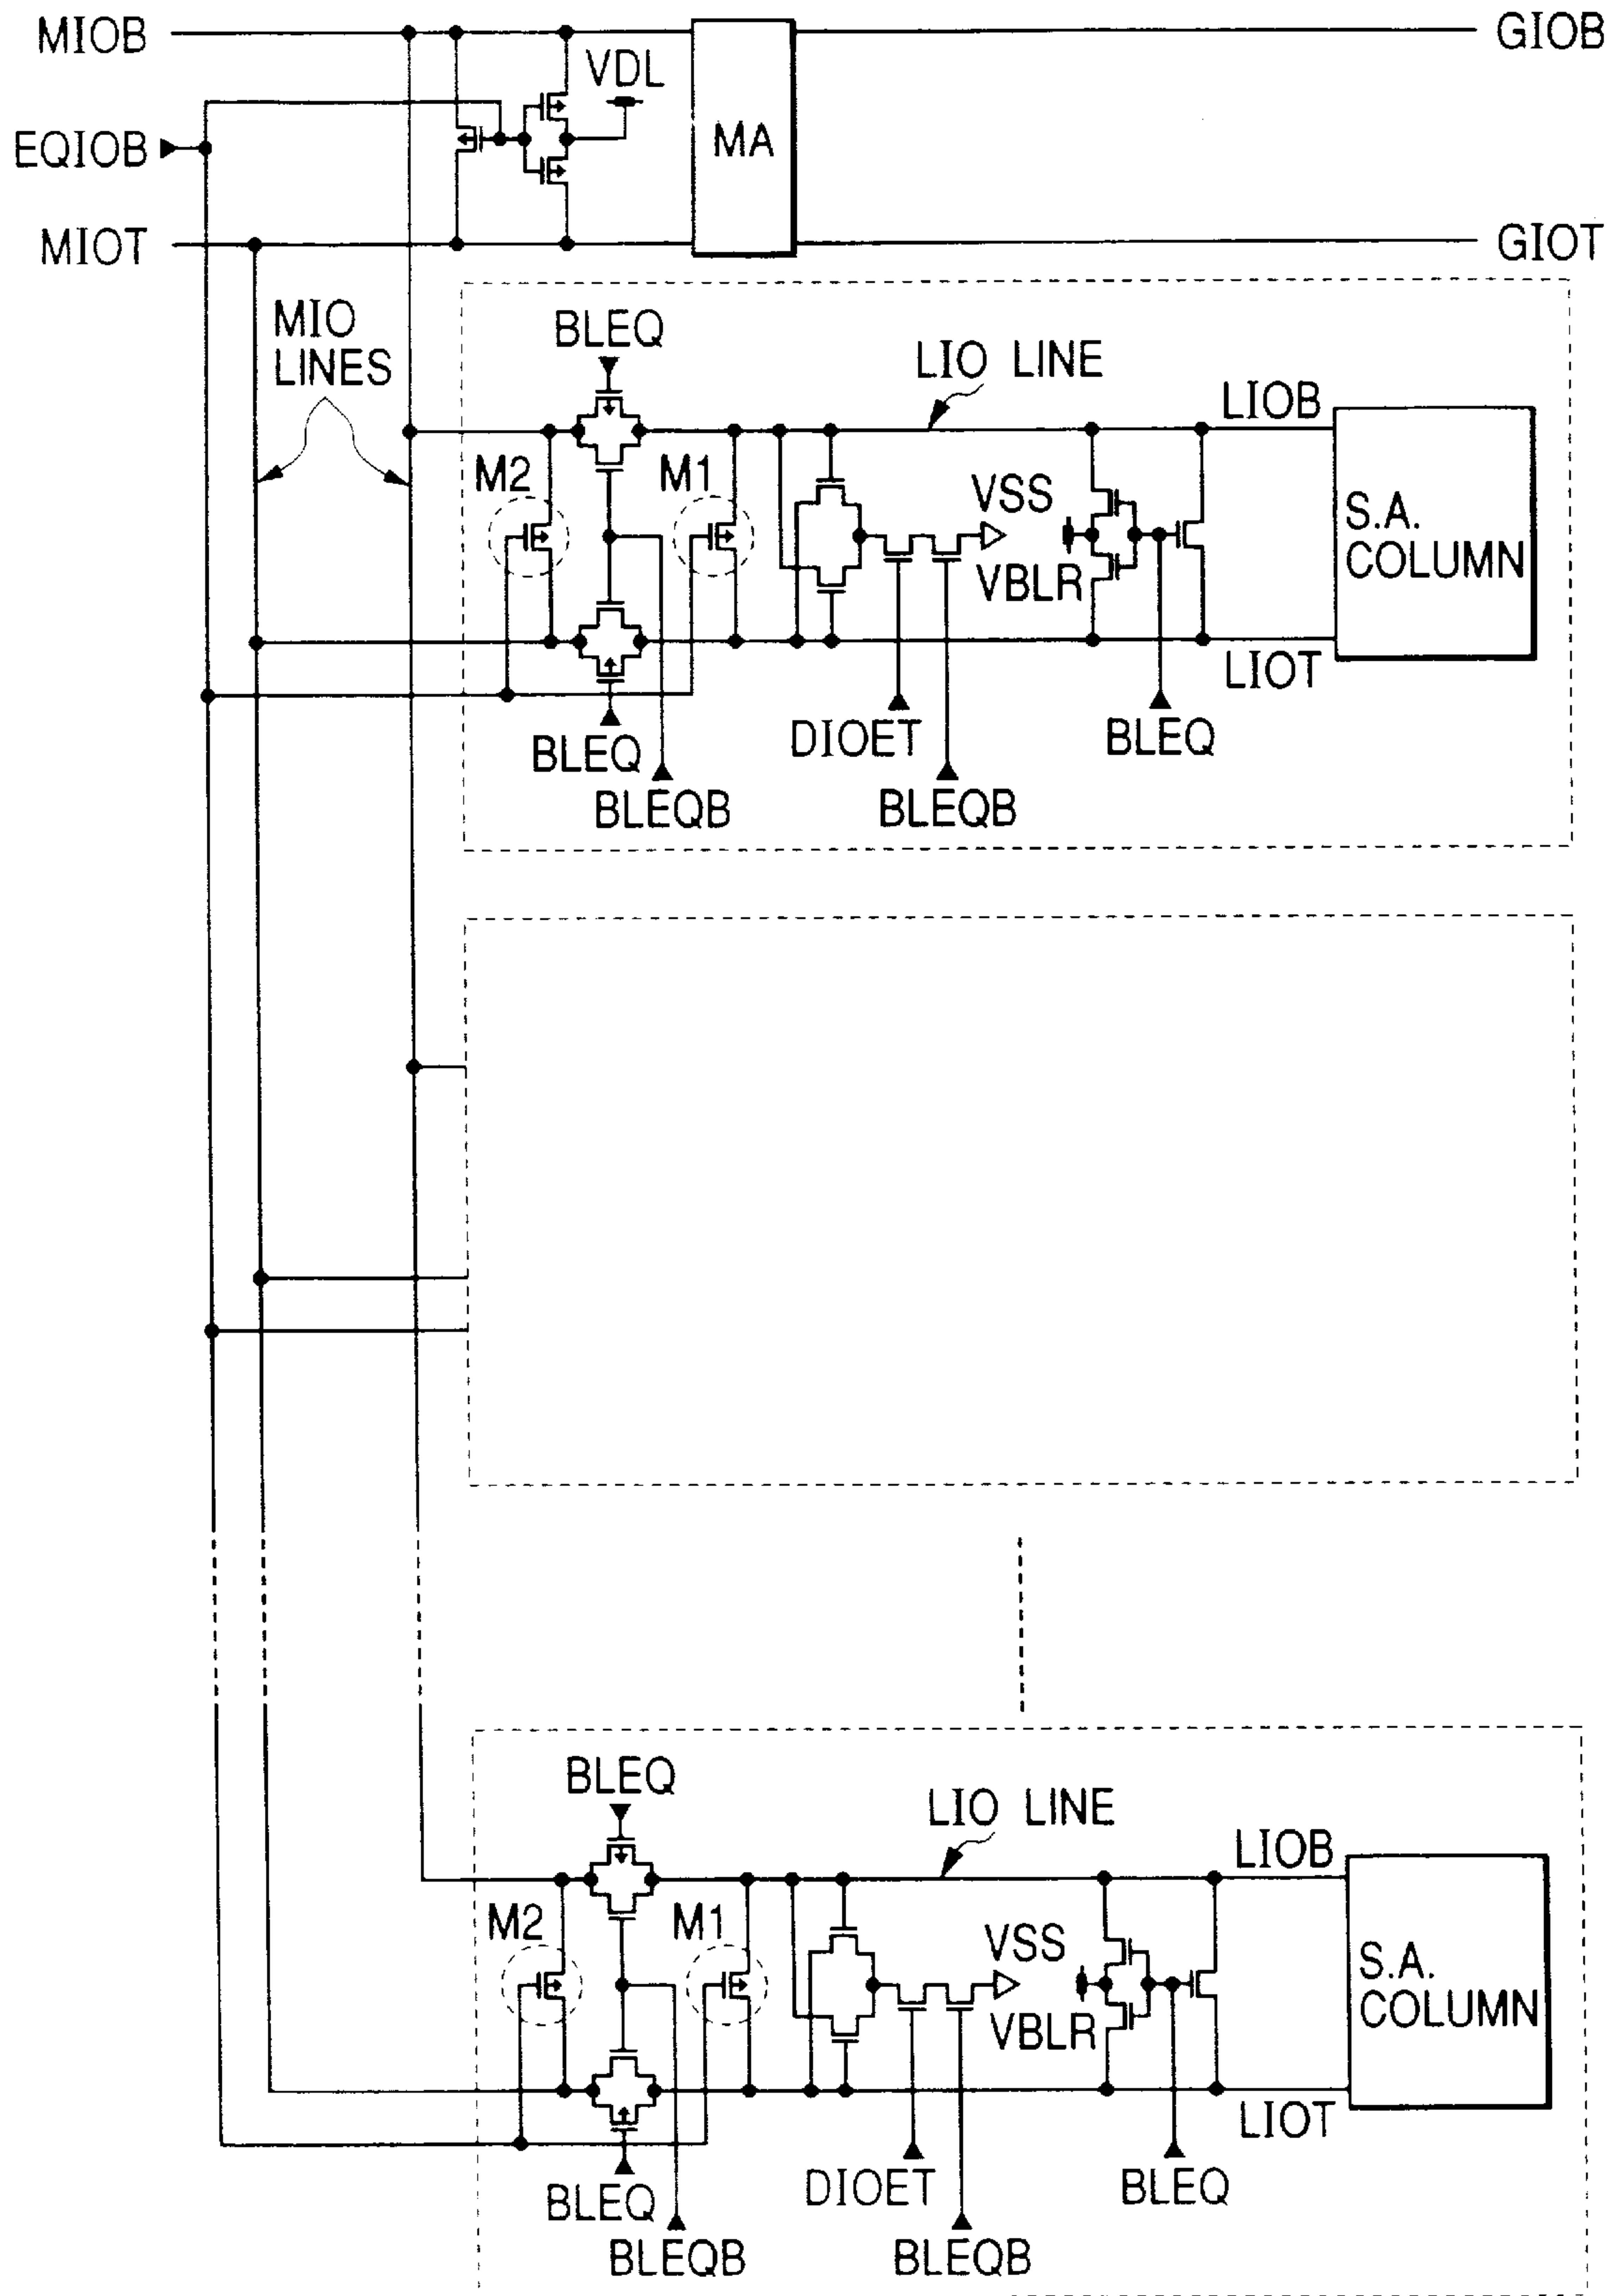 MIOB
GIOB
VDL
EQIOB
MA
MIOT
GIOT
MIO
LINES
BLEQ
LIO LINE
LIOB
M2
M1
VSS
S.A.
COLUMN
VBLR
LIOT
DIOET
BLEQ
BLEQ
BLEQB
BLEQB
BLEQ
LIO LINE
LIOB
M2
M1
VSS
S.A.
COLUMN
VBLR
LIOT
DIOET
BLEQ
BLEQ
BLEQB
BLEQB